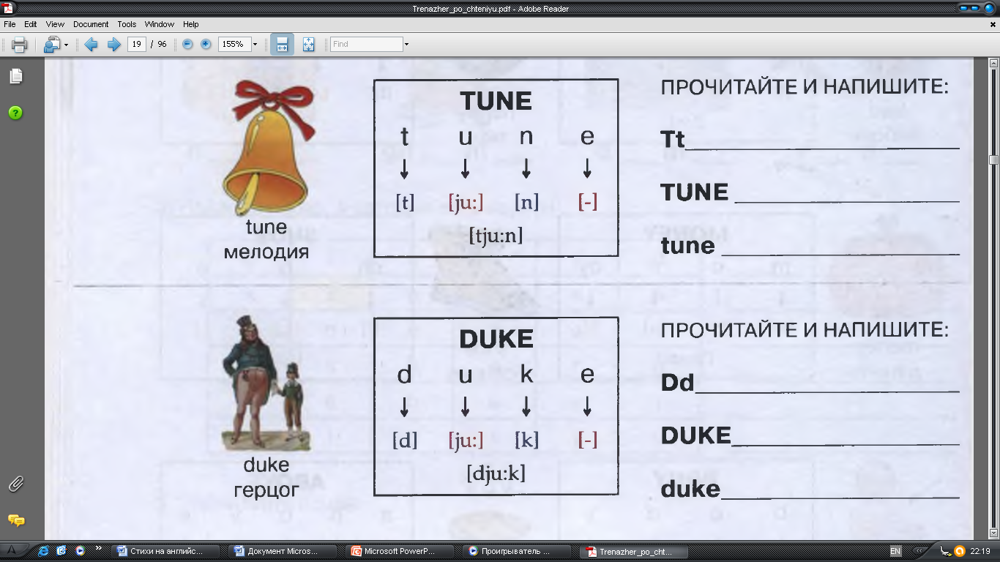 Trenazher_po_chteniyu.pdf - Adobe Reader
File Edit View Document Tools Window Help
19 / 96 155% Find
tune
мелодия
TUNE
t u n e
[t] [ju:] [n] [-]
[tju:n]
ПРОЧИТАЙТЕ И НАПИШИТЕ:
Tt
TUNE
tune
duke
герцог
DUKE
d u k e
[d] [ju:] [k] [-]
[dju:k]
ПРОЧИТАЙТЕ И НАПИШИТЕ:
Dd
DUKE
duke
Стихи на английс... Документ Micros... Microsoft PowerP... Проигрыватель ... Trenazher_po_cht... EN 22:19